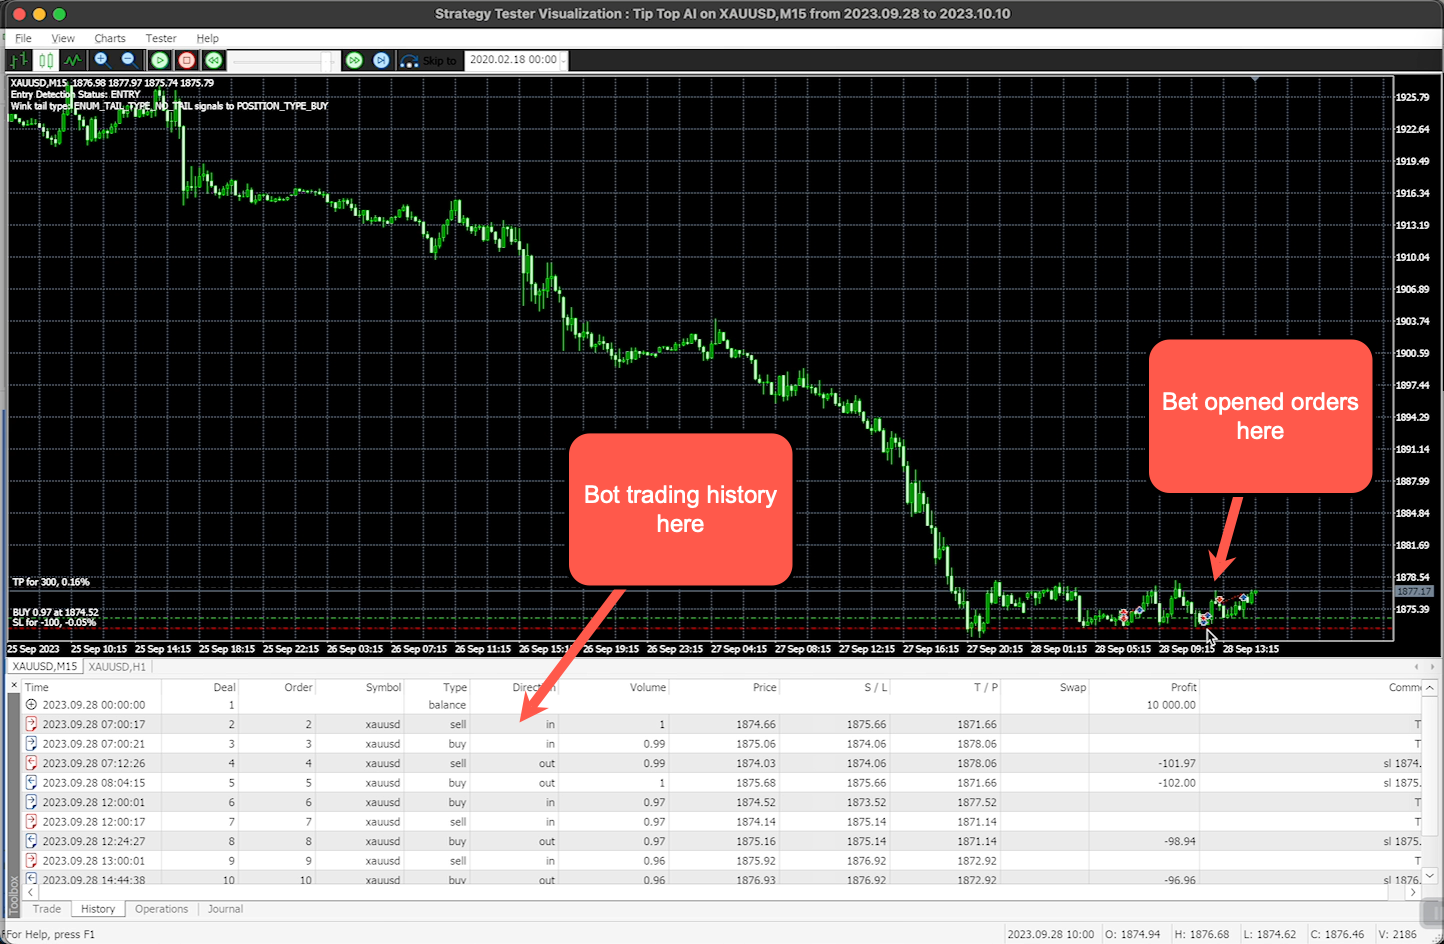 Strategy Tester Visualization : Tip Top AI on XAUUSD,M15 from 2023.09.28 to 2023.10.10
File View Charts Tester Help
Skip to 2020.02.18 00:00
XAUUSD,M15 1876.98 1877.97 1875.74 1875.79
Entry Detection Status: ENTRY
Wink tail type: ENUM_TAIL_TYPE_NO_TAIL signals to POSITION_TYPE_BUY
1925.79
1922.64
1919.49
1916.34
1913.19
1910.04
1906.89
1903.74
1900.59
1897.44
1894.29
1891.14
1887.99
1884.84
1881.69
1878.54
1877.17
1875.39
Bet opened orders
here
Bot trading history
here
TP for 300, 0.16%
BUY 0.97 at 1874.52
SL for -100, -0.05%
25 Sep 2023 25 Sep 10:15 25 Sep 14:15 25 Sep 18:15 25 Sep 22:15 26 Sep 03:15 26 Sep 07:15 26 Sep 11:15 26 Sep 15:15 26 Sep 19:15 26 Sep 23:15 27 Sep 04:15 27 Sep 08:15 27 Sep 12:15 27 Sep 16:15 27 Sep 20:15 28 Sep 01:15 28 Sep 05:15 28 Sep 09:15 28 Sep 13:15
XAUUSD,M15 XAUUSD,H1
Time Deal Order Symbol Type Volume Price S / L T / P Swap Profit
2023.09.28 00:00:00 1 balance 10 000.00
2023.09.28 07:00:17 2 2 xauusd sell in 1 1874.66 1875.66 1871.66 T
2023.09.28 07:00:21 3 3 xauusd buy in 0.99 1875.06 1874.06 1878.06 T
2023.09.28 07:12:26 4 4 xauusd sell out 0.99 1874.03 1874.06 1878.06 -101.97 sl 1874.
2023.09.28 08:04:15 5 5 xauusd buy out 1 1875.68 1875.66 1871.66 -102.00 sl 1875.
2023.09.28 12:00:01 6 6 xauusd buy in 0.97 1874.52 1873.52 1877.52 T
2023.09.28 12:00:17 7 7 xauusd sell in 0.97 1874.14 1875.14 1871.14 T
2023.09.28 12:24:27 8 8 xauusd buy out 0.97 1875.16 1875.14 1871.14 -98.94 sl 1875.
2023.09.28 13:00:01 9 9 xauusd sell in 0.96 1875.92 1876.92 1872.92 T
2023.09.28 14:44:38 10 10 xauusd buy out 0.96 1876.93 1876.92 1872.92 -96.96 sl 1876.
Toolbox
Trade History Operations Journal
For Help, press F1
2023.09.28 10:00 O: 1874.94 H: 1876.68 L: 1874.62 C: 1876.46 V: 2186